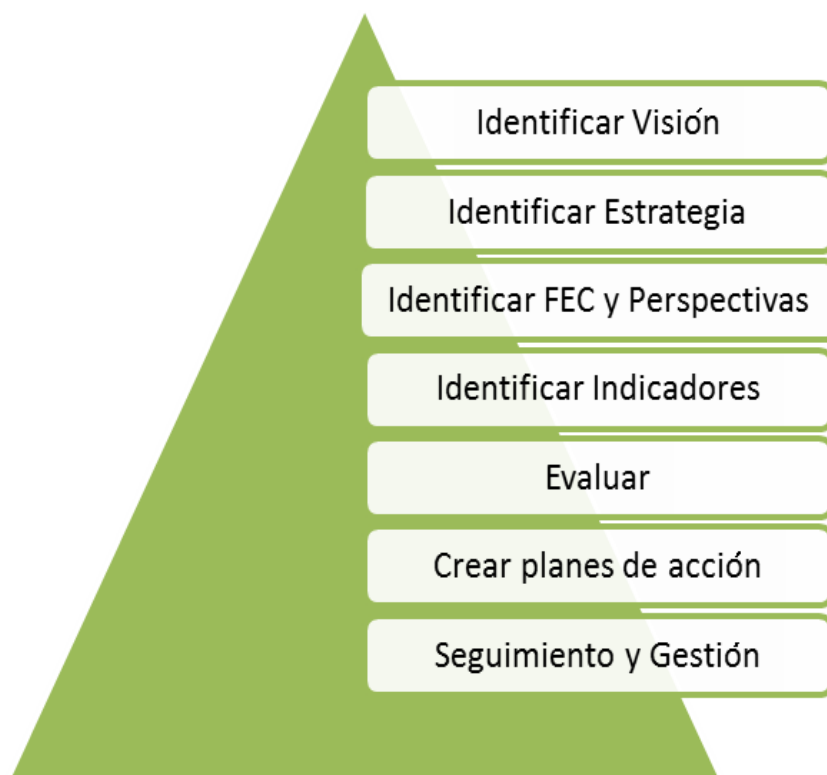 Identificar Visión
Identificar Estrategia
Identificar FEC y Perspectivas
Identificar Indicadores
Evaluar
Crear planes de acción
Seguimiento y Gestión